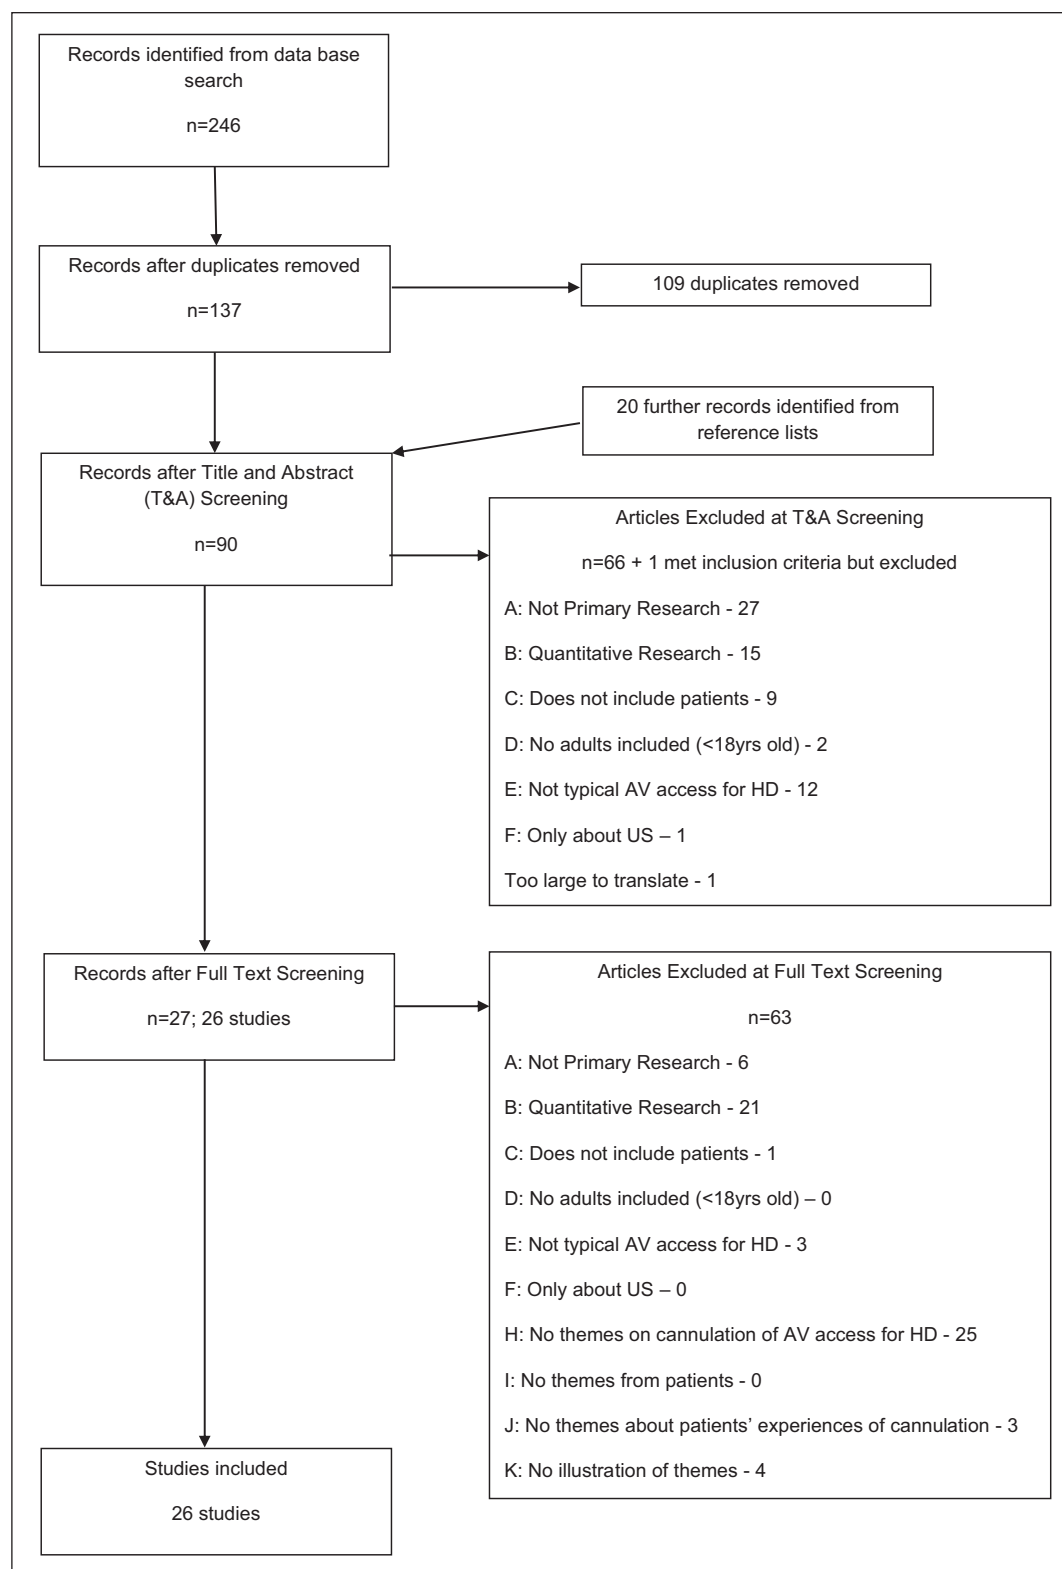 Records identified from data base
search
n=246
Records after duplicates removed
n=137
109 duplicates removed
20 further records identified from
reference lists
Records after Title and Abstract
(T&A) Screening
n=90
Articles Excluded at T&A Screening
n=66 + 1 met inclusion criteria but excluded
A: Not Primary Research - 27
B: Quantitative Research - 15
C: Does not include patients - 9
D: No adults included (<18yrs old) - 2
E: Not typical AV access for HD - 12
F: Only about US – 1
Too large to translate - 1
Records after Full Text Screening
n=27; 26 studies
Articles Excluded at Full Text Screening
n=63
A: Not Primary Research - 6
B: Quantitative Research - 21
C: Does not include patients - 1
D: No adults included (<18yrs old) – 0
E: Not typical AV access for HD - 3
F: Only about US – 0
H: No themes on cannulation of AV access for HD - 25
I: No themes from patients - 0
J: No themes about patients’ experiences of cannulation - 3
K: No illustration of themes - 4
Studies included
26 studies